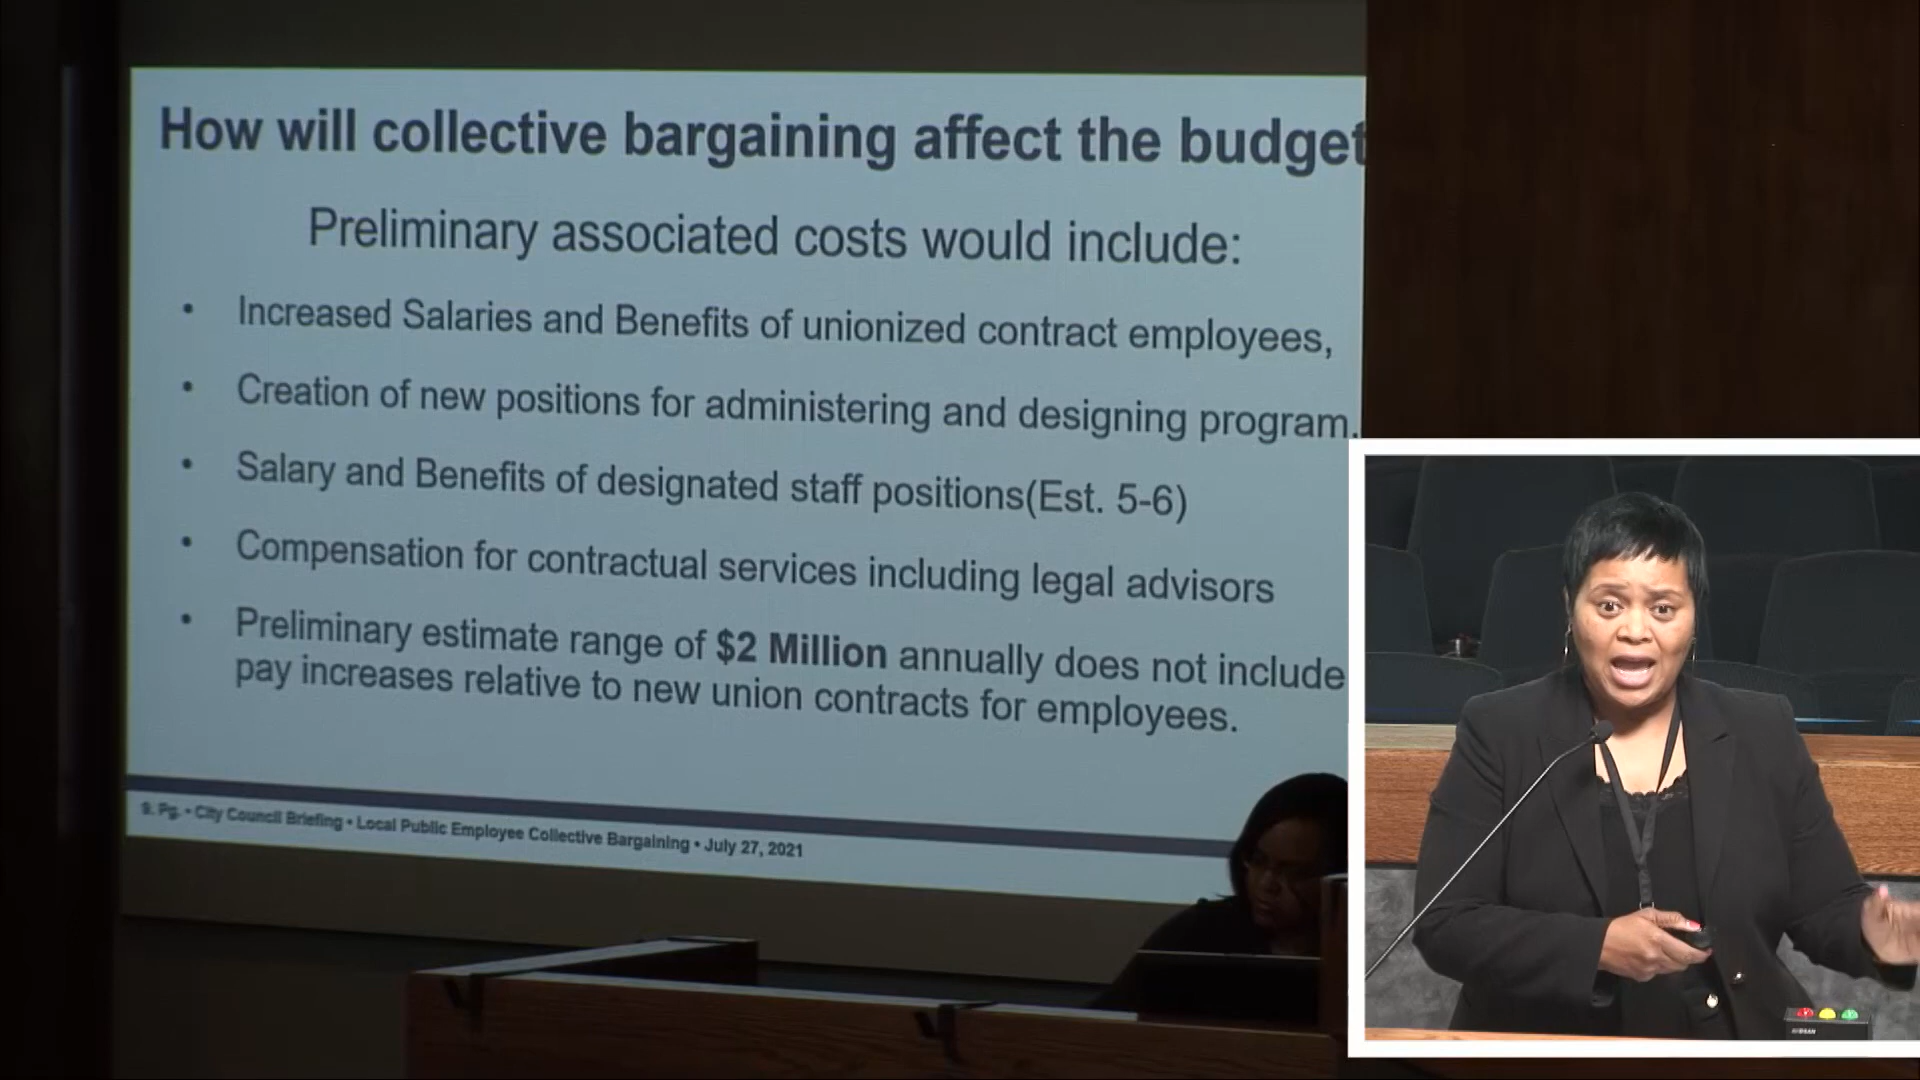 How will collective bargaining affect the budget
Preliminary associated costs would include:
• Increased Salaries and Benefits of unionized contract employees,
• Creation of new positions for administering and designing program.
• Salary and Benefits of designated staff positions(Est. 5-6)
• Compensation for contractual services including legal advisors
• Preliminary estimate range of $2 Million annually does not include
pay increases relative to new union contracts for employees.
9. Pg. • City Council Briefing • Local Public Employee Collective Bargaining • July 27, 2021